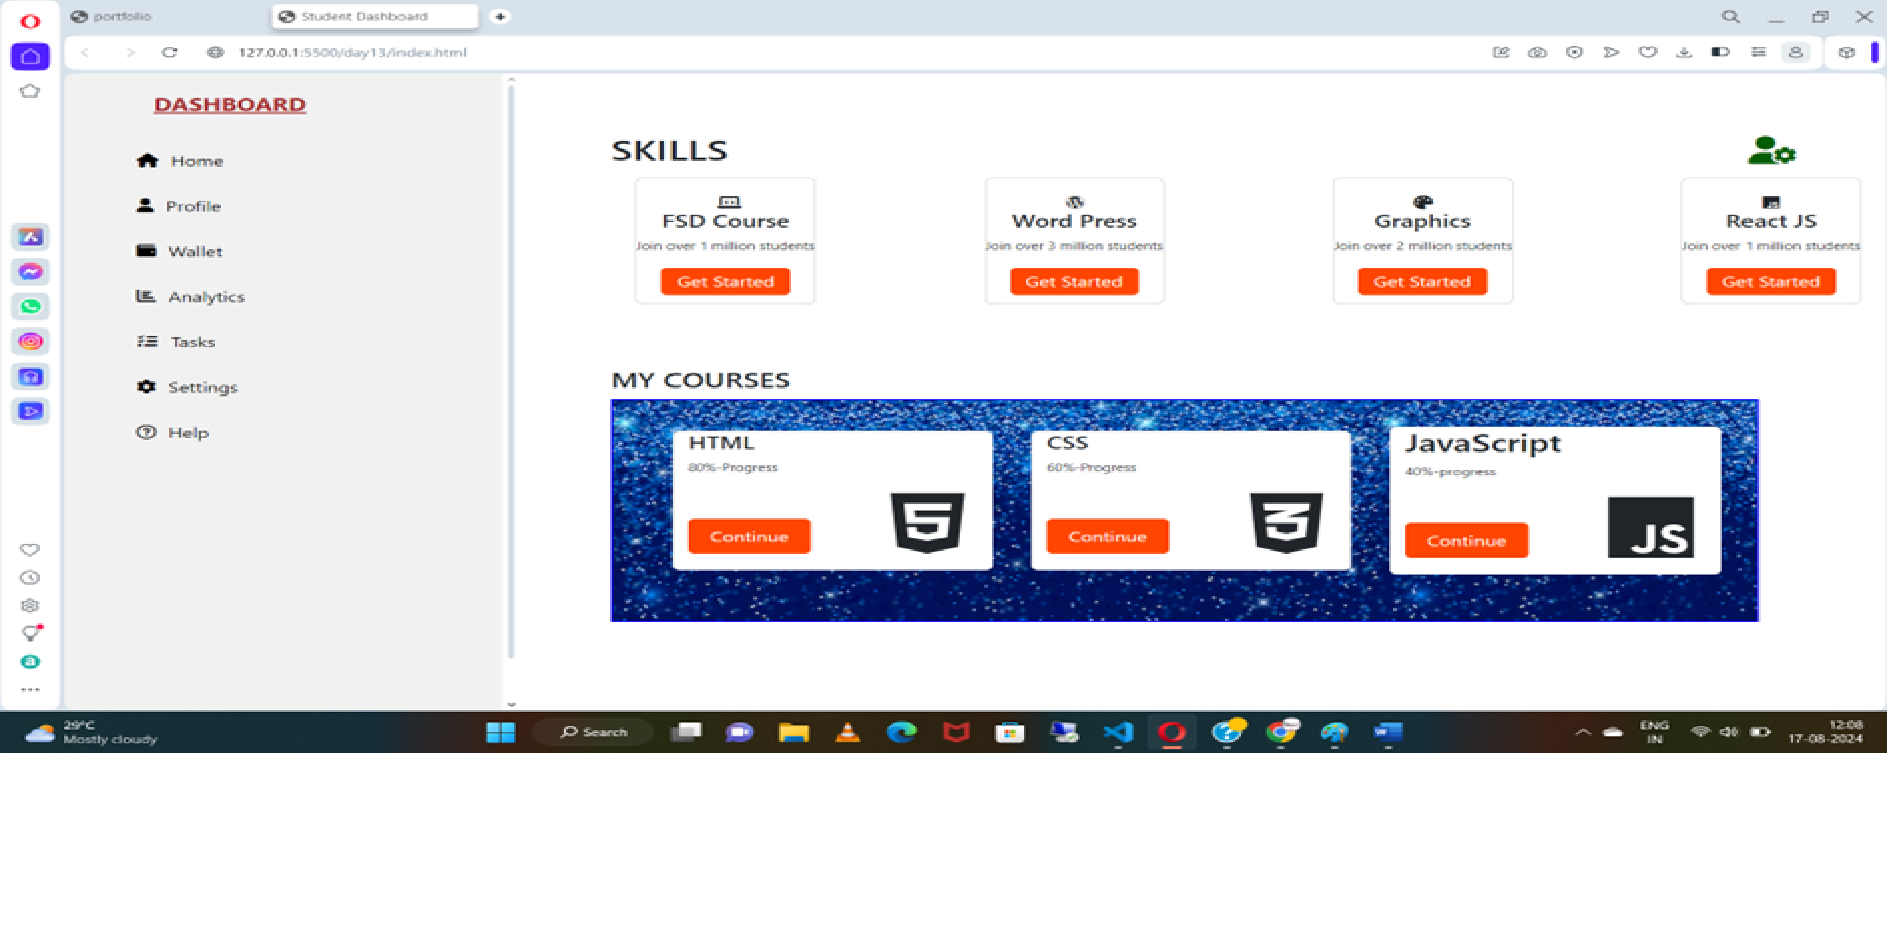 portfolio
Student Dashboard
127.0.0.1:5500/day13/index.html
DASHBOARD
Home
Profile
Wallet
Analytics
Tasks
Settings
Help
SKILLS
FSD Course
Join over 1 million students
Get Started
Word Press
Join over 3 million students
Get Started
Graphics
Join over 2 million students
Get Started
React JS
Join over 1 million students
Get Started
MY COURSES
HTML
80%-Progress
Continue
5
CSS
60%-Progress
Continue
3
JavaScript
40%-progress
Continue
JS
29°C
Mostly cloudy
Search
ENG
IN
12:08
17-08-2024